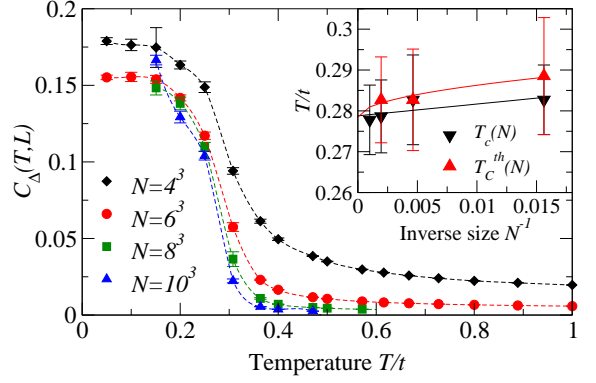 0.2
0.15
0.1
0.05
0
C_Δ(T,L)
0 0.2 0.4 0.6 0.8 1
Temperature T/t
N=4^3
N=6^3
N=8^3
N=10^3
0.3
0.29
0.28
0.27
0.26
T/t
0 0.005 0.01 0.015
Inverse size N^-1
T_c(N)
T_C^th(N)